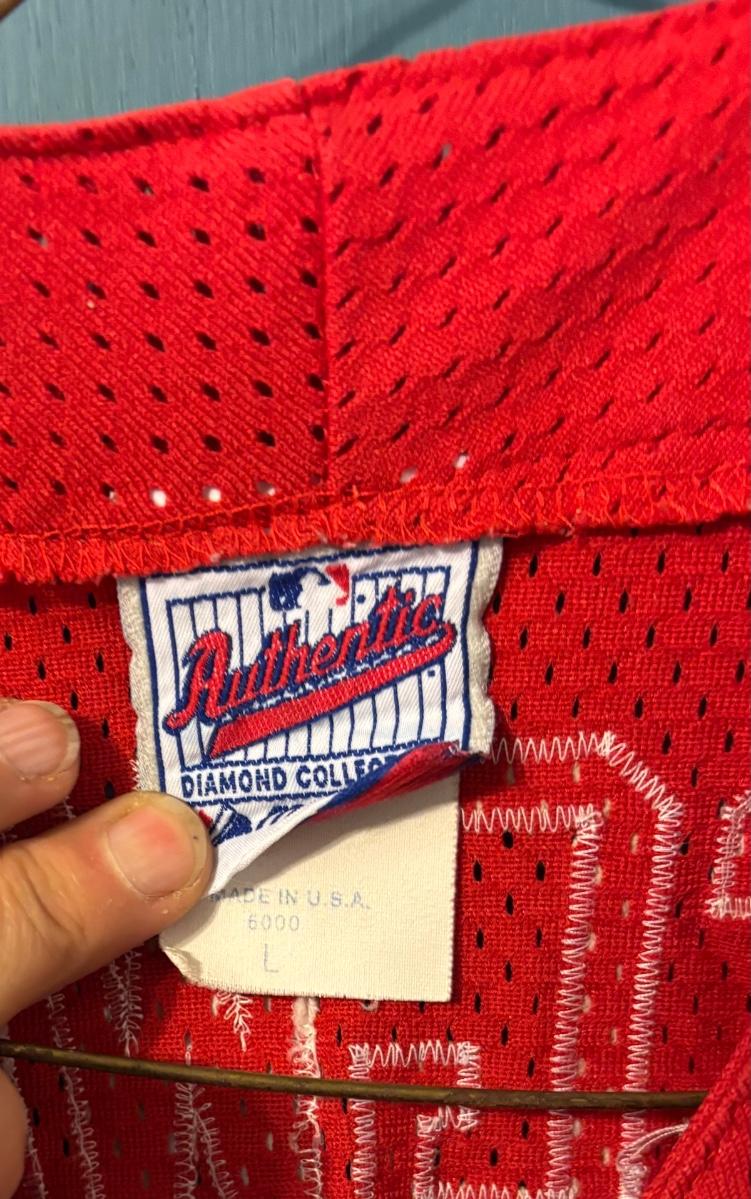 Authentic
DIAMOND COLLEC
MADE IN U.S.A.
6000
L